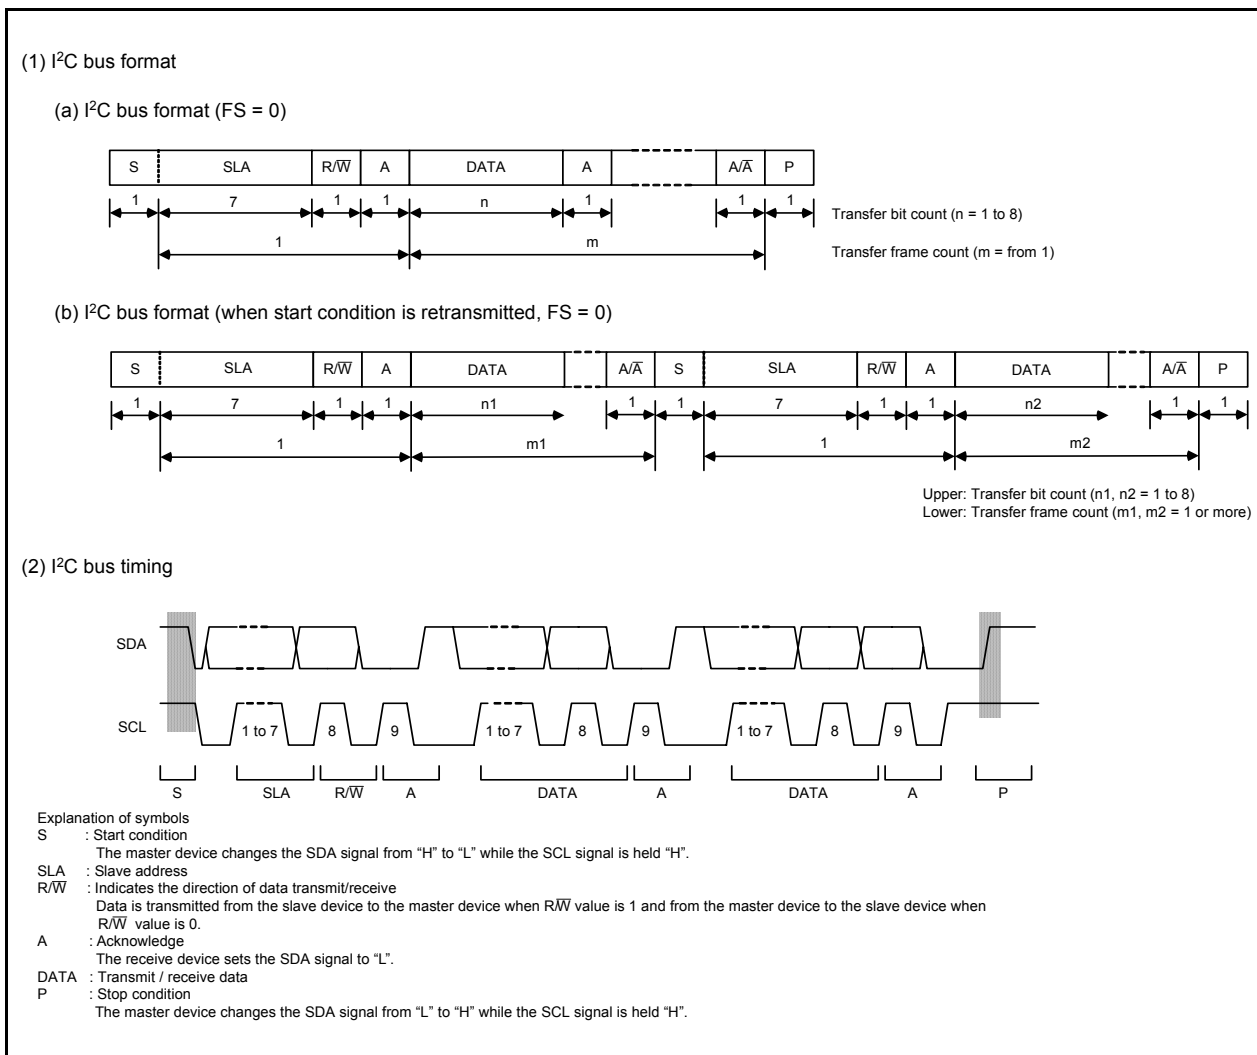 (1) I²C bus format
(a) I²C bus format (FS = 0)
S SLA R/W̅ A DATA A A/A̅ P
1 7 1 1 n 1 1 1
Transfer bit count (n = 1 to 8)
1 m
Transfer frame count (m = from 1)
(b) I²C bus format (when start condition is retransmitted, FS = 0)
S SLA R/W̅ A DATA A/A̅ S SLA R/W̅ A DATA A/A̅ P
1 7 1 1 n1 1 1 7 1 1 n2 1 1
1 m1 1 m2
Upper: Transfer bit count (n1, n2 = 1 to 8)
Lower: Transfer frame count (m1, m2 = 1 or more)
(2) I²C bus timing
SDA
SCL 1 to 7 8 9 1 to 7 8 9 1 to 7 8 9
S SLA R/W̅ A DATA A DATA A P
Explanation of symbols
S : Start condition
The master device changes the SDA signal from “H” to “L” while the SCL signal is held “H”.
SLA : Slave address
R/W̅ : Indicates the direction of data transmit/receive
Data is transmitted from the slave device to the master device when R/W̅ value is 1 and from the master device to the slave device when
R/W̅ value is 0.
A : Acknowledge
The receive device sets the SDA signal to “L”.
DATA : Transmit / receive data
P : Stop condition
The master device changes the SDA signal from “L” to “H” while the SCL signal is held “H”.